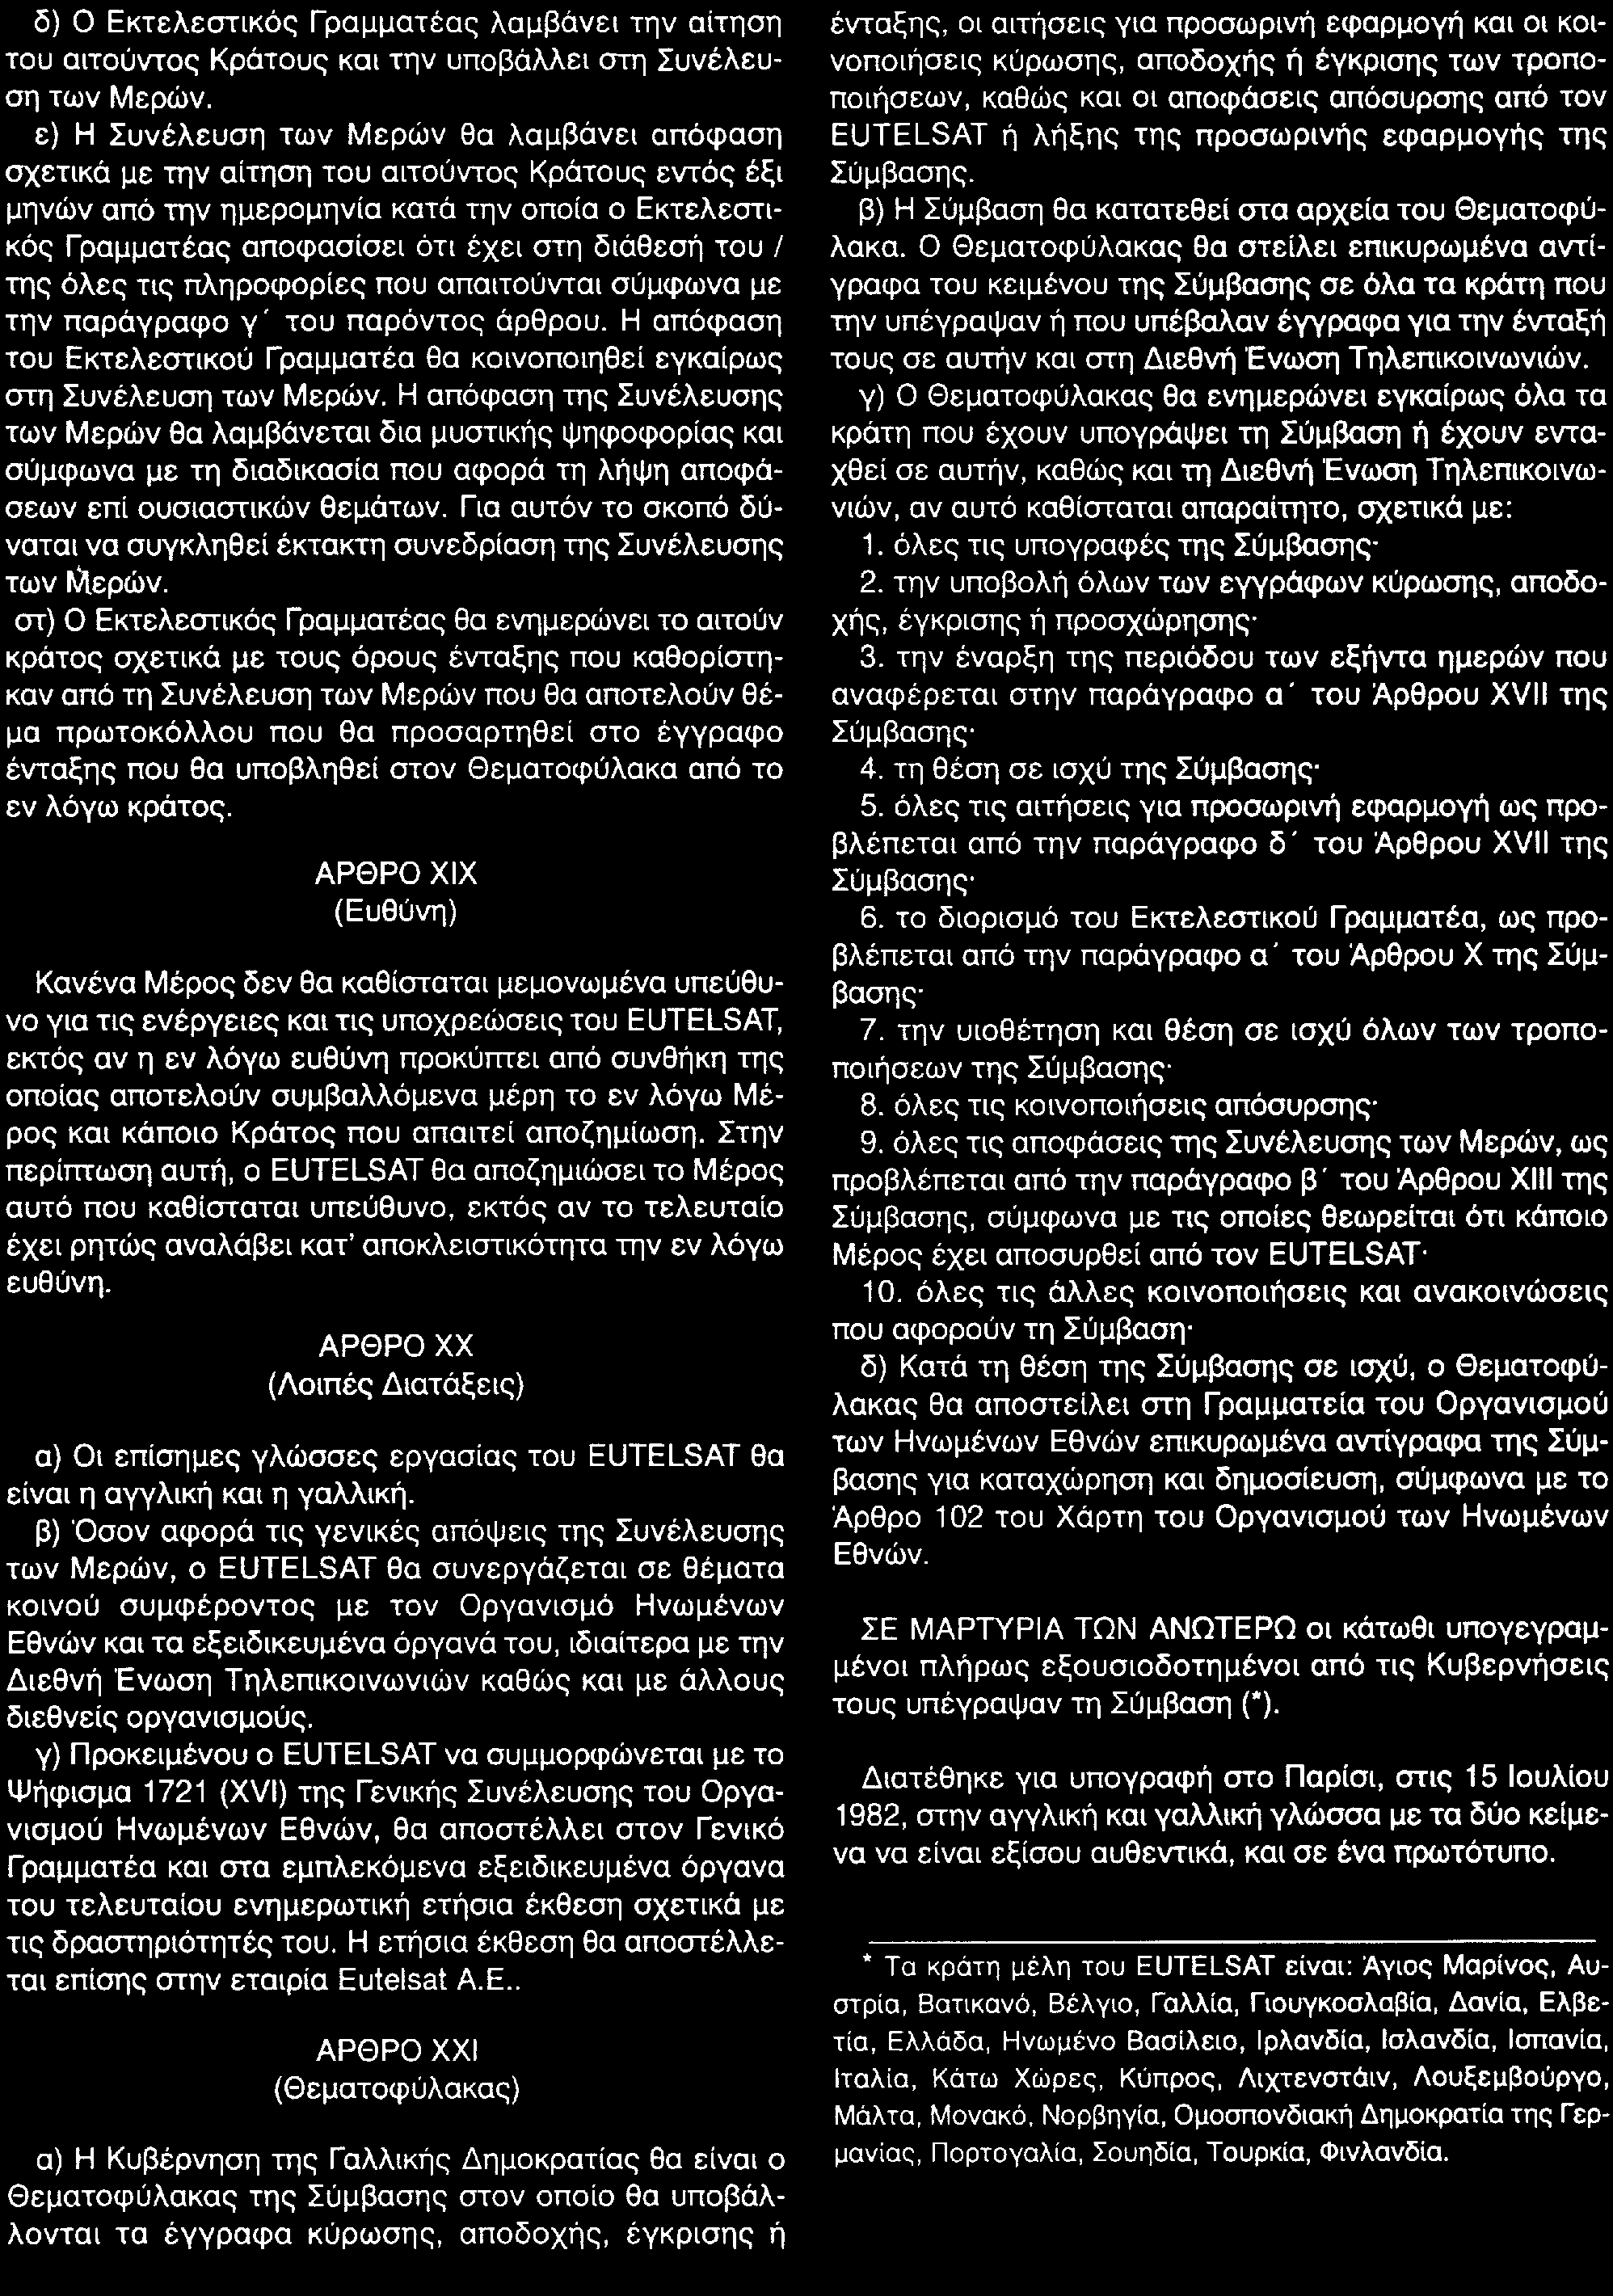 δ) Ο Εκτελεστικός Γραμματέας λαμβάνει την αίτηση
του αιτούντος Κράτους και την υποβάλλει στη Συνέλευ-
ση των Μερών.
ε) Η Συνέλευση των Μερών θα λαμβάνει απόφαση
σχετικά με την αίτηση του αιτούντος Κράτους εντός έξι
μηνών από την ημερομηνία κατά την οποία ο Εκτελεστι-
κός Γραμματέας αποφασίσει ότι έχει στη διάθεσή του /
της όλες τις πληροφορίες που απαιτούνται σύμφωνα με
την παράγραφο γ΄ του παρόντος άρθρου. Η απόφαση
του Εκτελεστικού Γραμματέα θα κοινοποιηθεί εγκαίρως
στη Συνέλευση των Μερών. Η απόφαση της Συνέλευσης
των Μερών θα λαμβάνεται δια μυστικής ψηφοφορίας και
σύμφωνα με τη διαδικασία που αφορά τη λήψη αποφά-
σεων επί ουσιαστικών θεμάτων. Για αυτόν το σκοπό δύ-
ναται να συγκληθεί έκτακτη συνεδρίαση της Συνέλευσης
των Μερών.
στ) Ο Εκτελεστικός Γραμματέας θα ενημερώνει το αιτούν
κράτος σχετικά με τους όρους ένταξης που καθορίστη-
καν από τη Συνέλευση των Μερών που θα αποτελούν θέ-
μα πρωτοκόλλου που θα προσαρτηθεί στο έγγραφο
ένταξης που θα υποβληθεί στον Θεματοφύλακα από το
εν λόγω κράτος.
ΑΡΘΡΟ ΧΙΧ
(Ευθύνη)
Κανένα Μέρος δεν θα καθίσταται μεμονωμένα υπεύθυ-
νο για τις ενέργειες και τις υποχρεώσεις του EUTELSAT,
εκτός αν η εν λόγω ευθύνη προκύπτει από συνθήκη της
οποίας αποτελούν συμβαλλόμενα μέρη το εν λόγω Μέ-
ρος και κάποιο Κράτος που απαιτεί αποζημίωση. Στην
περίπτωση αυτή, ο EUTELSAT θα αποζημιώσει το Μέρος
αυτό που καθίσταται υπεύθυνο, εκτός αν το τελευταίο
έχει ρητώς αναλάβει κατ' αποκλειστικότητα την εν λόγω
ευθύνη.
ΑΡΘΡΟ ΧΧ
(Λοιπές Διατάξεις)
α) Οι επίσημες γλώσσες εργασίας του EUTELSAT θα
είναι η αγγλική και η γαλλική.
β) Όσον αφορά τις γενικές απόψεις της Συνέλευσης
των Μερών, ο EUTELSAT θα συνεργάζεται σε θέματα
κοινού συμφέροντος με τον Οργανισμό Ηνωμένων
Εθνών και τα εξειδικευμένα όργανά του, ιδιαίτερα με την
Διεθνή Ένωση Τηλεπικοινωνιών καθώς και με άλλους
διεθνείς οργανισμούς.
γ) Προκειμένου ο EUTELSAT να συμμορφώνεται με το
Ψήφισμα 1721 (XVI) της Γενικής Συνέλευσης του Οργα-
νισμού Ηνωμένων Εθνών, θα αποστέλλει στον Γενικό
Γραμματέα και στα εμπλεκόμενα εξειδικευμένα όργανα
του τελευταίου ενημερωτική ετήσια έκθεση σχετικά με
τις δραστηριότητές του. Η ετήσια έκθεση θα αποστέλλε-
ται επίσης στην εταιρία Eutelsat Α.Ε..
ΑΡΘΡΟ ΧΧΙ
(Θεματοφύλακας)
α) Η Κυβέρνηση της Γαλλικής Δημοκρατίας θα είναι ο
Θεματοφύλακας της Σύμβασης στον οποίο θα υποβάλ-
λονται τα έγγραφα κύρωσης, αποδοχής, έγκρισης ή
ένταξης, οι αιτήσεις για προσωρινή εφαρμογή και οι κοι-
νοποιήσεις κύρωσης, αποδοχής ή έγκρισης των τροπο-
ποιήσεων, καθώς και οι αποφάσεις απόσυρσης από τον
EUTELSAT ή λήξης της προσωρινής εφαρμογής της
Σύμβασης.
β) Η Σύμβαση θα κατατεθεί στα αρχεία του Θεματοφύ-
λακα. Ο Θεματοφύλακας θα στείλει επικυρωμένα αντί-
γραφα του κειμένου της Σύμβασης σε όλα τα κράτη που
την υπέγραψαν ή που υπέβαλαν έγγραφα για την ένταξή
τους σε αυτήν και στη Διεθνή Ένωση Τηλεπικοινωνιών.
γ) Ο Θεματοφύλακας θα ενημερώνει εγκαίρως όλα τα
κράτη που έχουν υπογράψει τη Σύμβαση ή έχουν εντα-
χθεί σε αυτήν, καθώς και τη Διεθνή Ένωση Τηλεπικοινω-
νιών, αν αυτό καθίσταται απαραίτητο, σχετικά με:
1. όλες τις υπογραφές της Σύμβασης·
2. την υποβολή όλων των εγγράφων κύρωσης, αποδο-
χής, έγκρισης ή προσχώρησης·
3. την έναρξη της περιόδου των εξήντα ημερών που
αναφέρεται στην παράγραφο α΄ του Άρθρου XVII της
Σύμβασης·
4. τη θέση σε ισχύ της Σύμβασης·
5. όλες τις αιτήσεις για προσωρινή εφαρμογή ως προ-
βλέπεται από την παράγραφο δ΄ του Άρθρου XVII της
Σύμβασης·
6. το διορισμό του Εκτελεστικού Γραμματέα, ως προ-
βλέπεται από την παράγραφο α΄ του Άρθρου Χ της Σύμ-
βασης·
7. την υιοθέτηση και θέση σε ισχύ όλων των τροπο-
ποιήσεων της Σύμβασης·
8. όλες τις κοινοποιήσεις απόσυρσης·
9. όλες τις αποφάσεις της Συνέλευσης των Μερών, ως
προβλέπεται από την παράγραφο β΄ του Άρθρου XIII της
Σύμβασης, σύμφωνα με τις οποίες θεωρείται ότι κάποιο
Μέρος έχει αποσυρθεί από τον EUTELSAT·
10. όλες τις άλλες κοινοποιήσεις και ανακοινώσεις
που αφορούν τη Σύμβαση·
δ) Κατά τη θέση της Σύμβασης σε ισχύ, ο Θεματοφύ-
λακας θα αποστείλει στη Γραμματεία του Οργανισμού
των Ηνωμένων Εθνών επικυρωμένα αντίγραφα της Σύμ-
βασης για καταχώρηση και δημοσίευση, σύμφωνα με το
Άρθρο 102 του Χάρτη του Οργανισμού των Ηνωμένων
Εθνών.
ΣΕ ΜΑΡΤΥΡΙΑ ΤΩΝ ΑΝΩΤΕΡΩ οι κάτωθι υπογεγραμ-
μένοι πλήρως εξουσιοδοτημένοι από τις Κυβερνήσεις
τους υπέγραψαν τη Σύμβαση (*).
Διατέθηκε για υπογραφή στο Παρίσι, στις 15 Ιουλίου
1982, στην αγγλική και γαλλική γλώσσα με τα δύο κείμε-
να να είναι εξίσου αυθεντικά, και σε ένα πρωτότυπο.
* Τα κράτη μέλη του EUTELSAT είναι: Άγιος Μαρίνος, Αυ-
στρία, Βατικανό, Βέλγιο, Γαλλία, Γιουγκοσλαβία, Δανία, Ελβε-
τία, Ελλάδα, Ηνωμένο Βασίλειο, Ιρλανδία, Ισλανδία, Ισπανία,
Ιταλία, Κάτω Χώρες, Κύπρος, Λιχτενστάιν, Λουξεμβούργο,
Μάλτα, Μονακό, Νορβηγία, Ομοσπονδιακή Δημοκρατία της Γερ-
μανίας, Πορτογαλία, Σουηδία, Τουρκία, Φινλανδία.